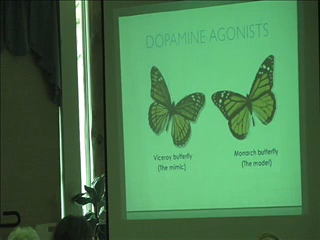 DOPAMINE AGONISTS
Viceroy butterfly
(the mimic)
Monarch butterfly
(The model)